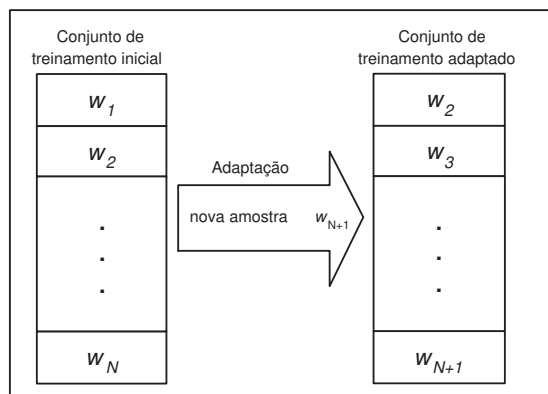 Conjunto de
treinamento inicial
w1
w2
.
.
.
wN
Adaptação
nova amostra wN+1
Conjunto de
treinamento adaptado
w2
w3
.
.
.
wN+1